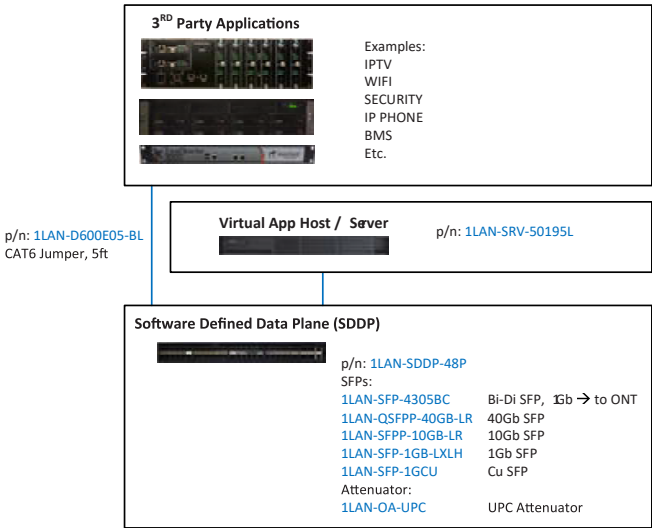 3RD Party Applications
Examples:
IPTV
WIFI
SECURITY
IP PHONE
BMS
Etc.
p/n: 1LAN-D600E05-BL
CAT6 Jumper, 5ft
Virtual App Host / Server
p/n: 1LAN-SRV-50195L
Software Defined Data Plane (SDDP)
p/n: 1LAN-SDDP-48P
SFPs:
1LAN-SFP-4305BC Bi-Di SFP, 1Gb → to ONT
1LAN-QSFPP-40GB-LR 40Gb SFP
1LAN-SFPP-10GB-LR 10Gb SFP
1LAN-SFP-1GB-LXLH 1Gb SFP
1LAN-SFP-1GCU Cu SFP
Attenuator:
1LAN-OA-UPC UPC Attenuator